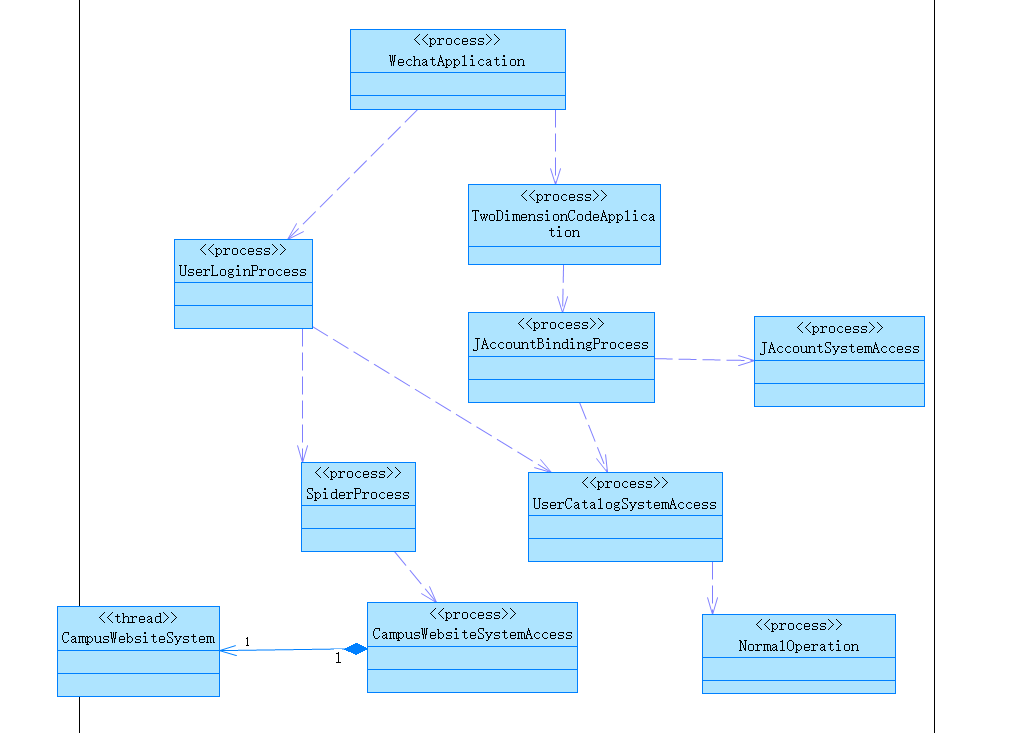 <<process>>
WechatApplication
<<process>>
TwoDimensionCodeApplica
tion
<<process>>
UserLoginProcess
<<process>>
JAccountBindingProcess
<<process>>
JAccountSystemAccess
<<process>>
SpiderProcess
<<process>>
UserCatalogSystemAccess
<<thread>>
CampusWebsiteSystem
1
1
<<process>>
CampusWebsiteSystemAccess
<<process>>
NormalOperation